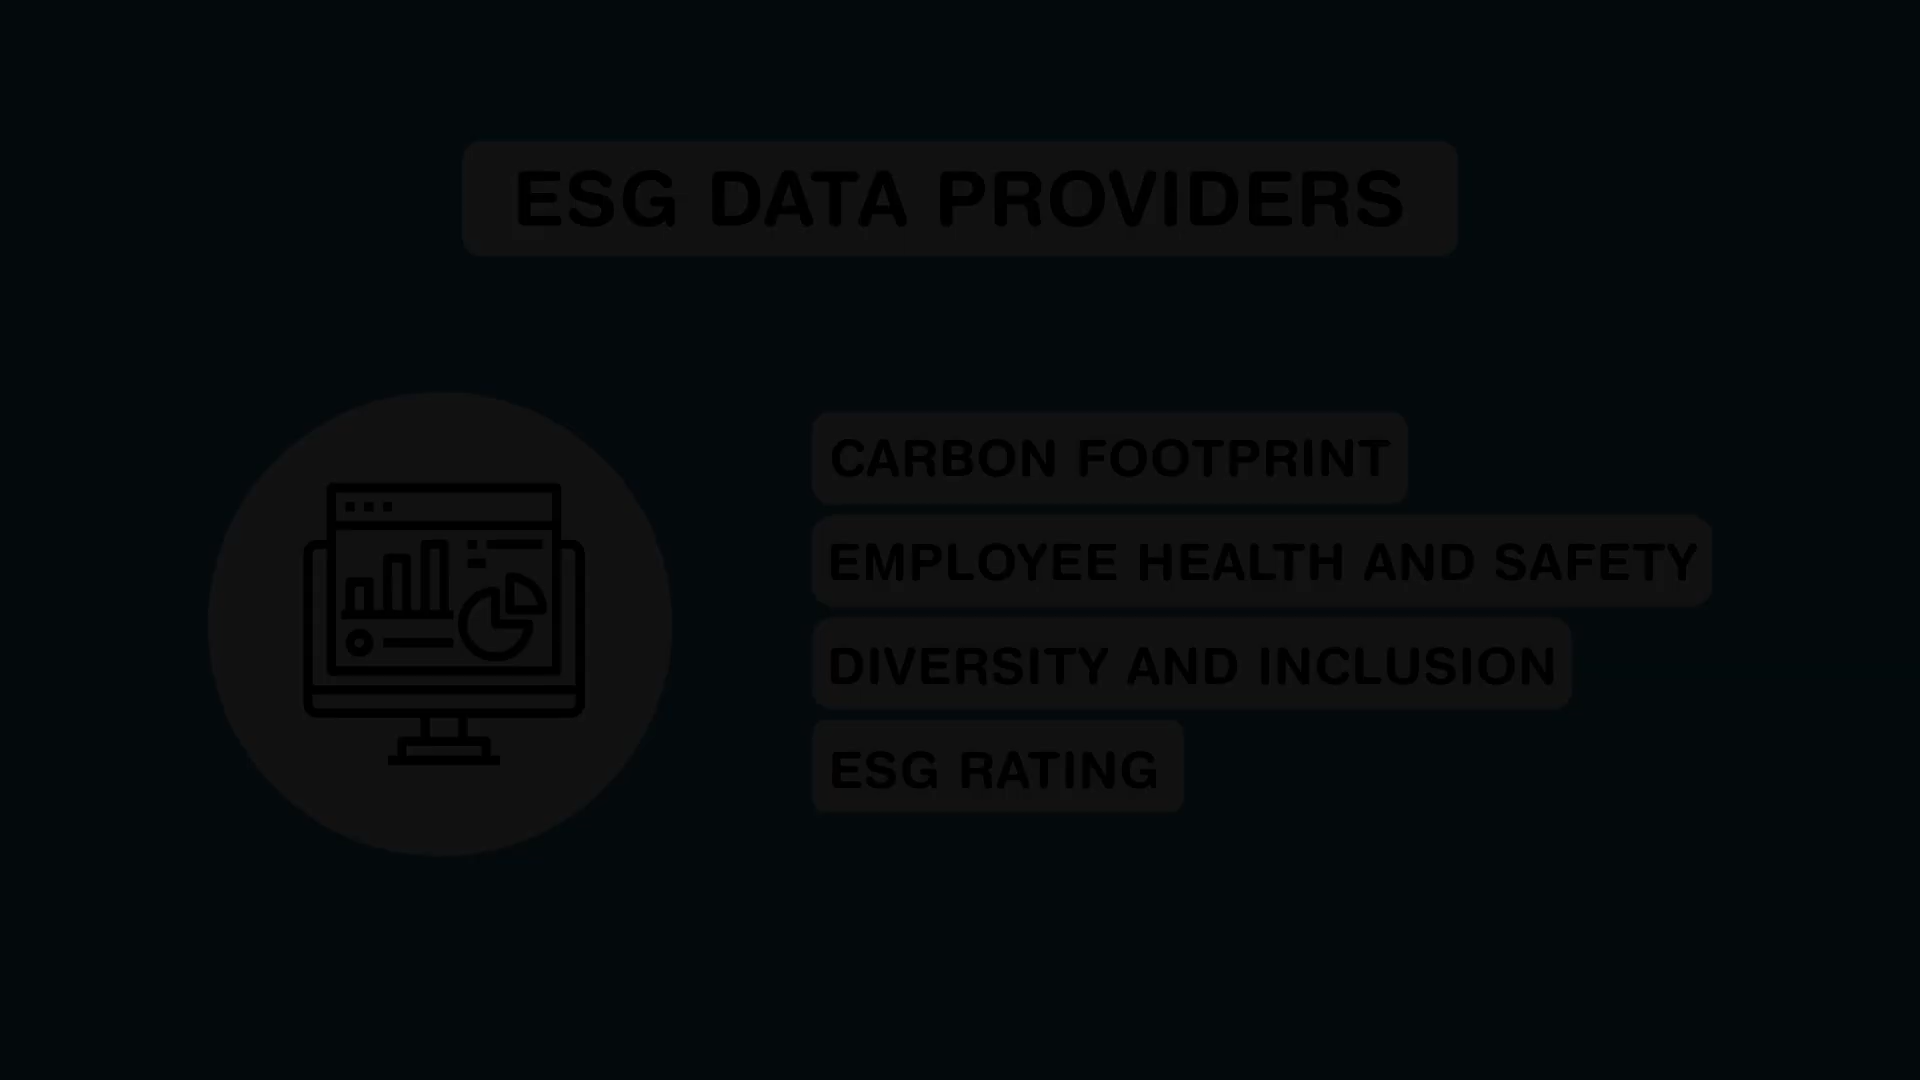 ESG DATA PROVIDERS
CARBON FOOTPRINT
EMPLOYEE HEALTH AND SAFETY
DIVERSITY AND INCLUSION
ESG RATING